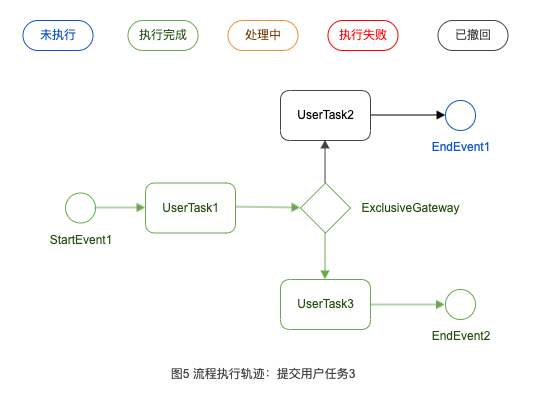 未执行
执行完成
处理中
执行失败
已撤回
UserTask2
EndEvent1
UserTask1
ExclusiveGateway
StartEvent1
UserTask3
EndEvent2
图5 流程执行轨迹：提交用户任务3